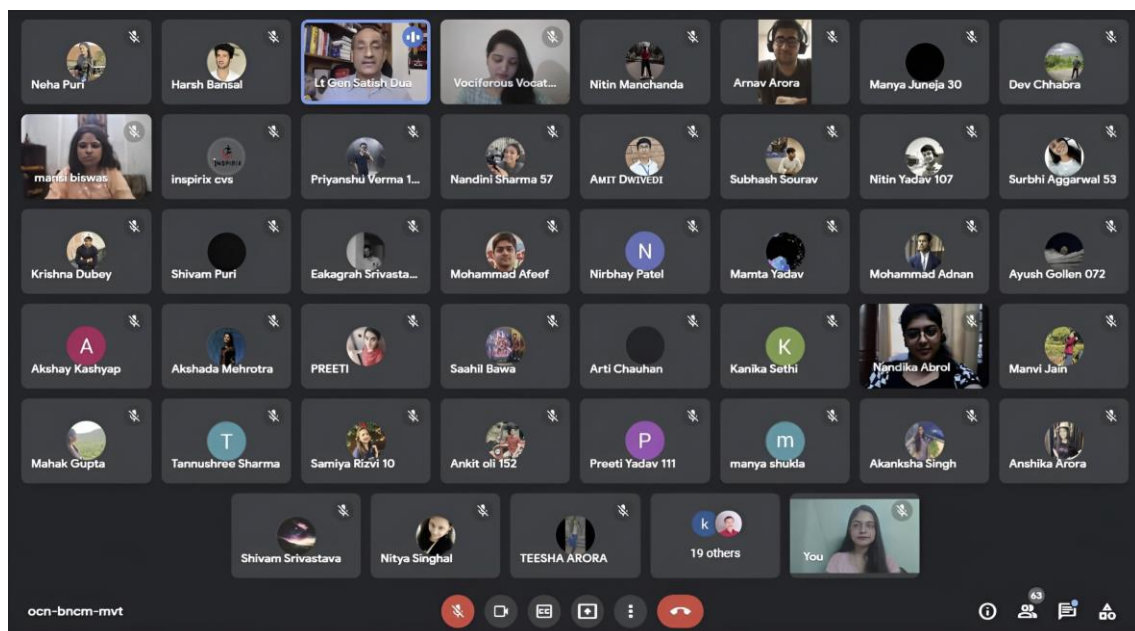 Neha Puri
Harsh Bansal
Lt Gen Satish Dua
Vociferous Vocat...
Nitin Manchanda
Arnav Arora
Manya Juneja 30
Dev Chhabra
mansi biswas
inspirix cvs
INSPIRIX
Priyanshu Verma 1...
Nandini Sharma 57
AMIT DWIVEDI
Subhash Sourav
Nitin Yadav 107
Surbhi Aggarwal 53
Krishna Dubey
Shivam Puri
Eakagrah Srivasta...
Mohammad Afeef
N
Nirbhay Patel
Mamta Yadav
Mohammad Adnan
Ayush Gollen 072
A
Akshay Kashyap
Akshada Mehrotra
PREETI
Saahil Bawa
Arti Chauhan
K
Kanika Sethi
Nandika Abrol
Manvi Jain
Mahak Gupta
T
Tannushree Sharma
Samiya Rizvi 10
Ankit oli 152
P
Preeti Yadav 111
m
manya shukla
Akanksha Singh
Anshika Arora
Shivam Srivastava
Nitya Singhal
TEESHA ARORA
k
19 others
You
ocn-bncm-mvt
CC
63